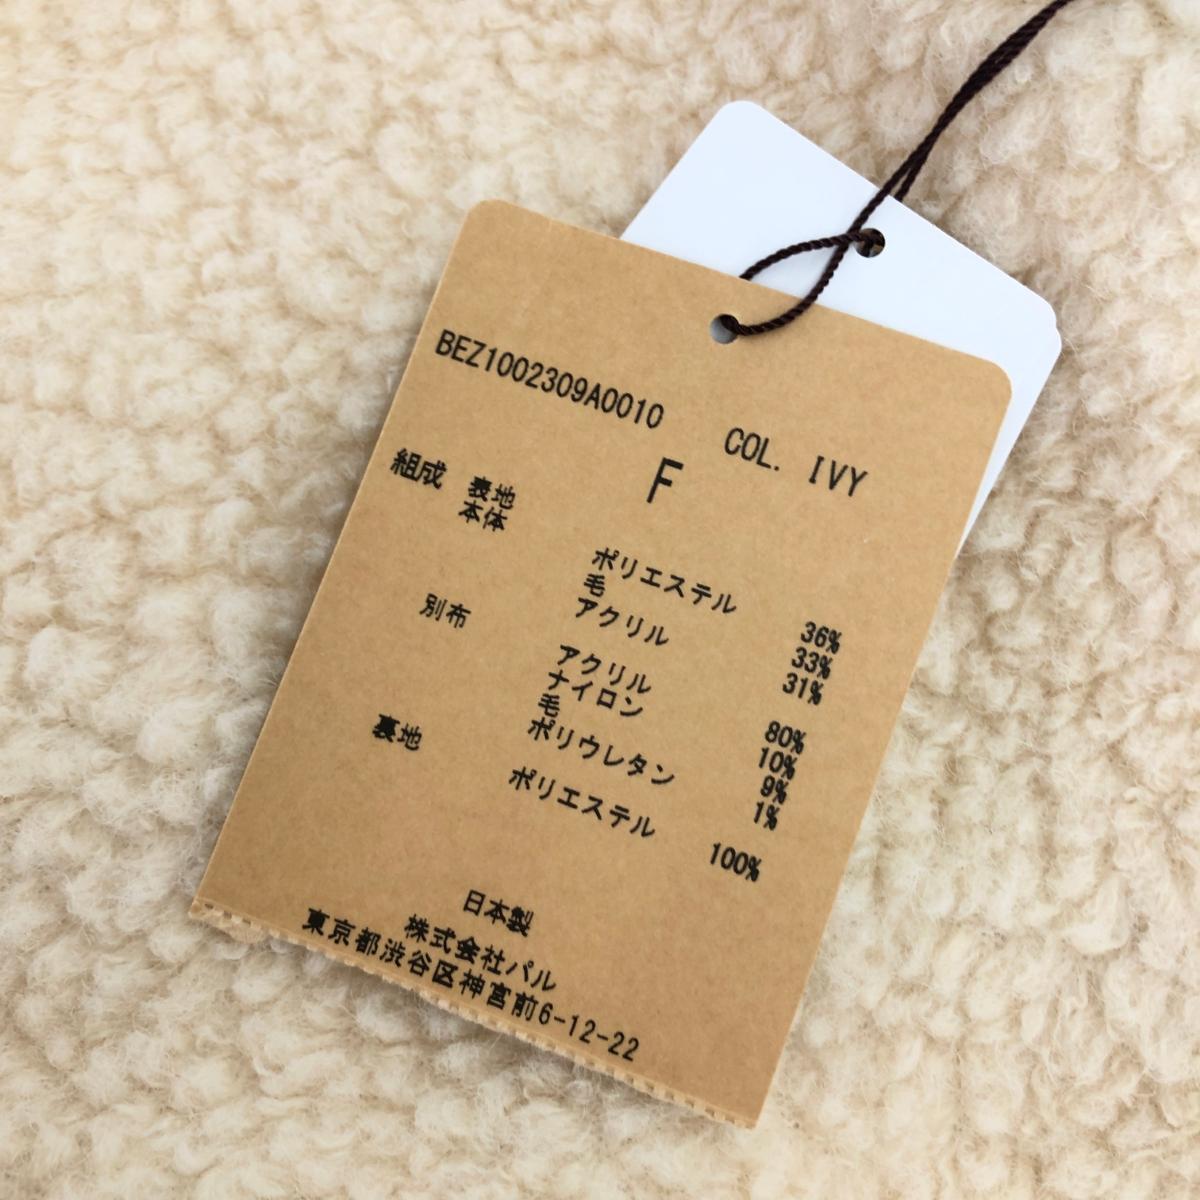 BEZ1002309A0010 COL. IVY
F
組成 表地
本体
ポリエステル 36%
毛 33%
アクリル 31%
別布
アクリル 80%
ナイロン 10%
毛 9%
ポリウレタン 1%
裏地
ポリエステル 100%
日本製
株式会社パル
東京都渋谷区神宮前6-12-22